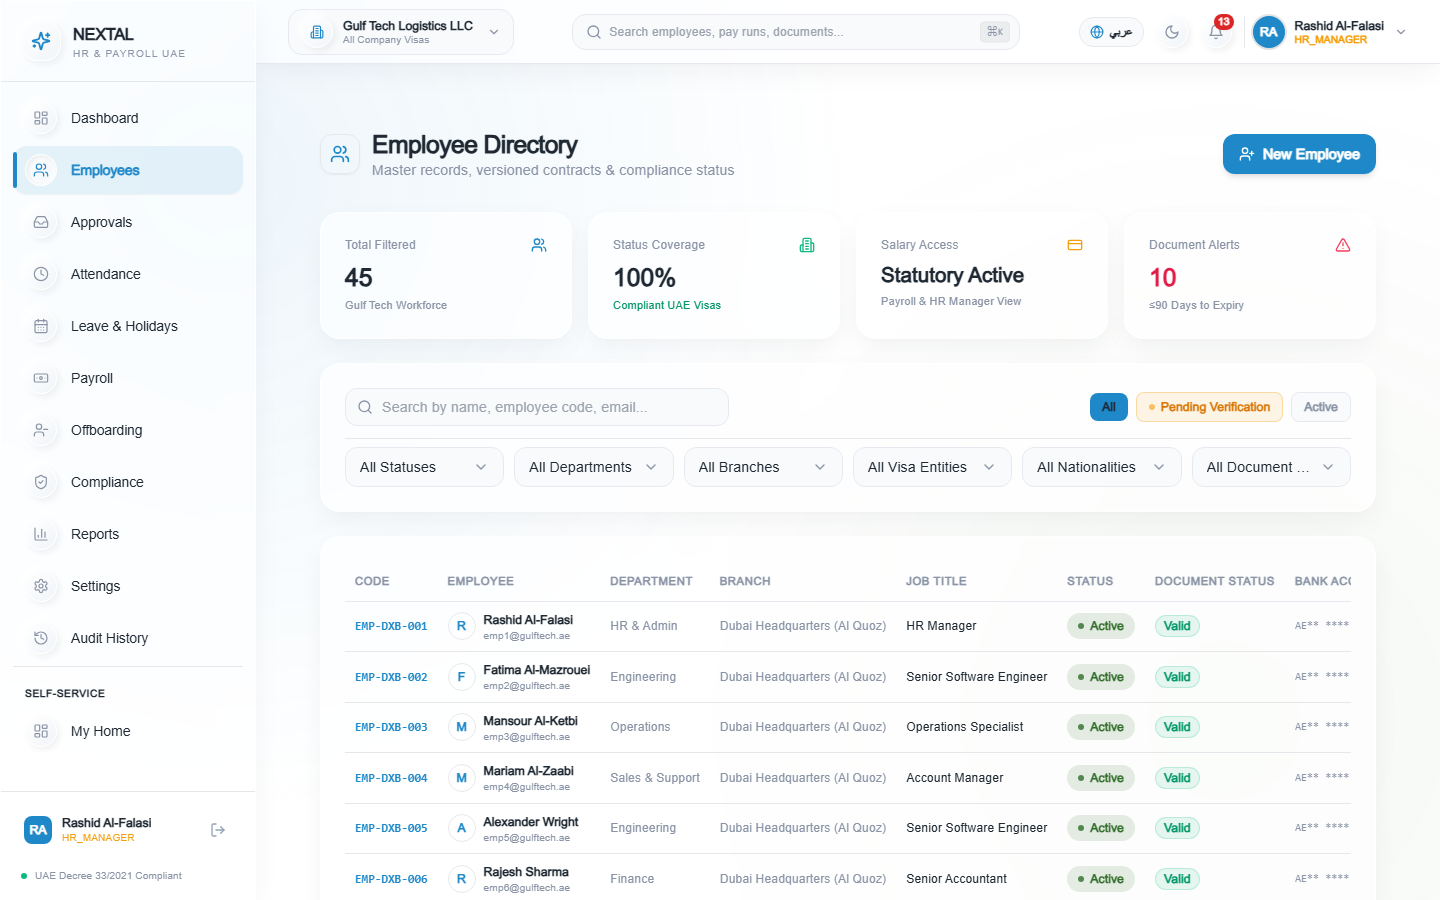 NEXTAL
HR & PAYROLL UAE
Gulf Tech Logistics LLC
All Company Visas
Search employees, pay runs, documents...
⌘K
عربي
13
RA
Rashid Al-Falasi
HR_MANAGER
Dashboard
Employees
Approvals
Attendance
Leave & Holidays
Payroll
Offboarding
Compliance
Reports
Settings
Audit History
SELF-SERVICE
My Home
RA
Rashid Al-Falasi
HR_MANAGER
UAE Decree 33/2021 Compliant
Employee Directory
Master records, versioned contracts & compliance status
New Employee
Total Filtered
45
Gulf Tech Workforce
Status Coverage
100%
Compliant UAE Visas
Salary Access
Statutory Active
Payroll & HR Manager View
Document Alerts
10
≤90 Days to Expiry
Search by name, employee code, email...
All
Pending Verification
Active
All Statuses
All Departments
All Branches
All Visa Entities
All Nationalities
All Document ...
CODE EMPLOYEE DEPARTMENT BRANCH JOB TITLE STATUS DOCUMENT STATUS BANK ACC
EMP-DXB-001 R Rashid Al-Falasi HR & Admin Dubai Headquarters (Al Quoz) HR Manager Active Valid AE** ****
emp1@gulftech.ae
EMP-DXB-002 F Fatima Al-Mazrouei Engineering Dubai Headquarters (Al Quoz) Senior Software Engineer Active Valid AE** ****
emp2@gulftech.ae
EMP-DXB-003 M Mansour Al-Ketbi Operations Dubai Headquarters (Al Quoz) Operations Specialist Active Valid AE** ****
emp3@gulftech.ae
EMP-DXB-004 M Mariam Al-Zaabi Sales & Support Dubai Headquarters (Al Quoz) Account Manager Active Valid AE** ****
emp4@gulftech.ae
EMP-DXB-005 A Alexander Wright Engineering Dubai Headquarters (Al Quoz) Senior Software Engineer Active Valid AE** ****
emp5@gulftech.ae
EMP-DXB-006 R Rajesh Sharma Finance Dubai Headquarters (Al Quoz) Senior Accountant Active Valid AE** ****
emp6@gulftech.ae